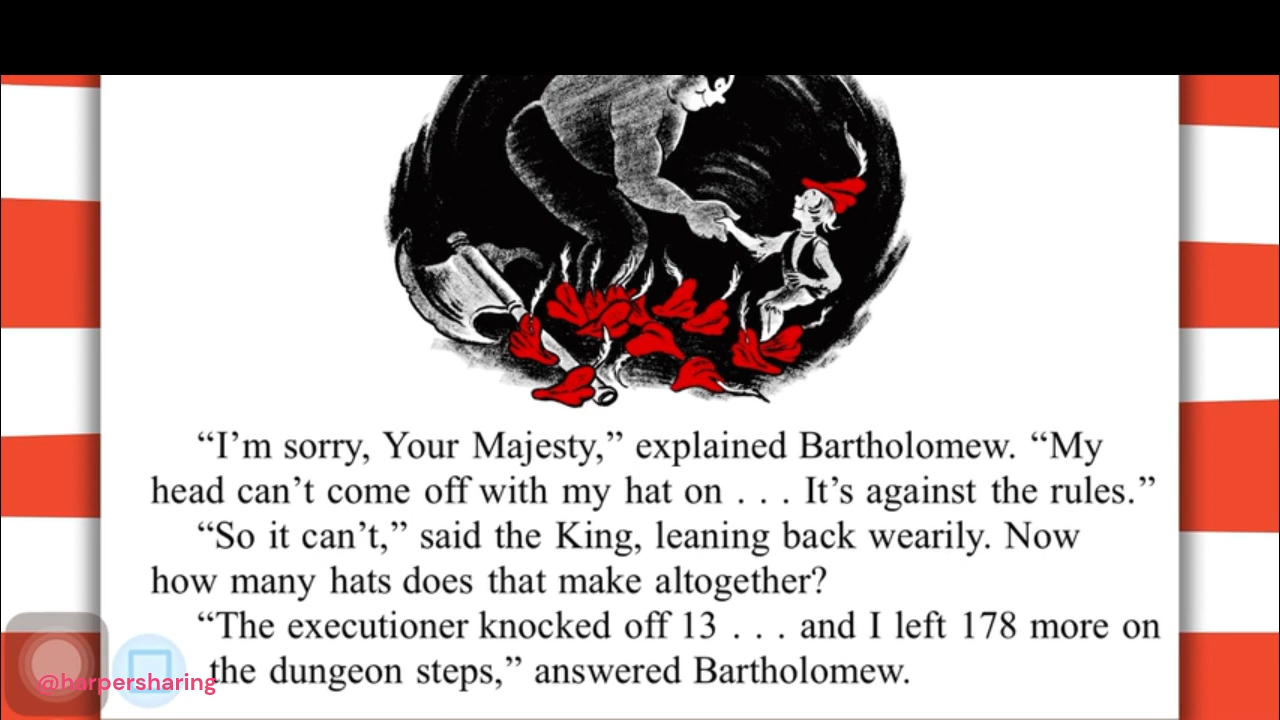 “I’m sorry, Your Majesty,” explained Bartholomew. “My
head can’t come off with my hat on . . . It’s against the rules.”
“So it can’t,” said the King, leaning back wearily. Now
how many hats does that make altogether?
“The executioner knocked off 13 . . . and I left 178 more on
the dungeon steps,” answered Bartholomew.
@harpersharing